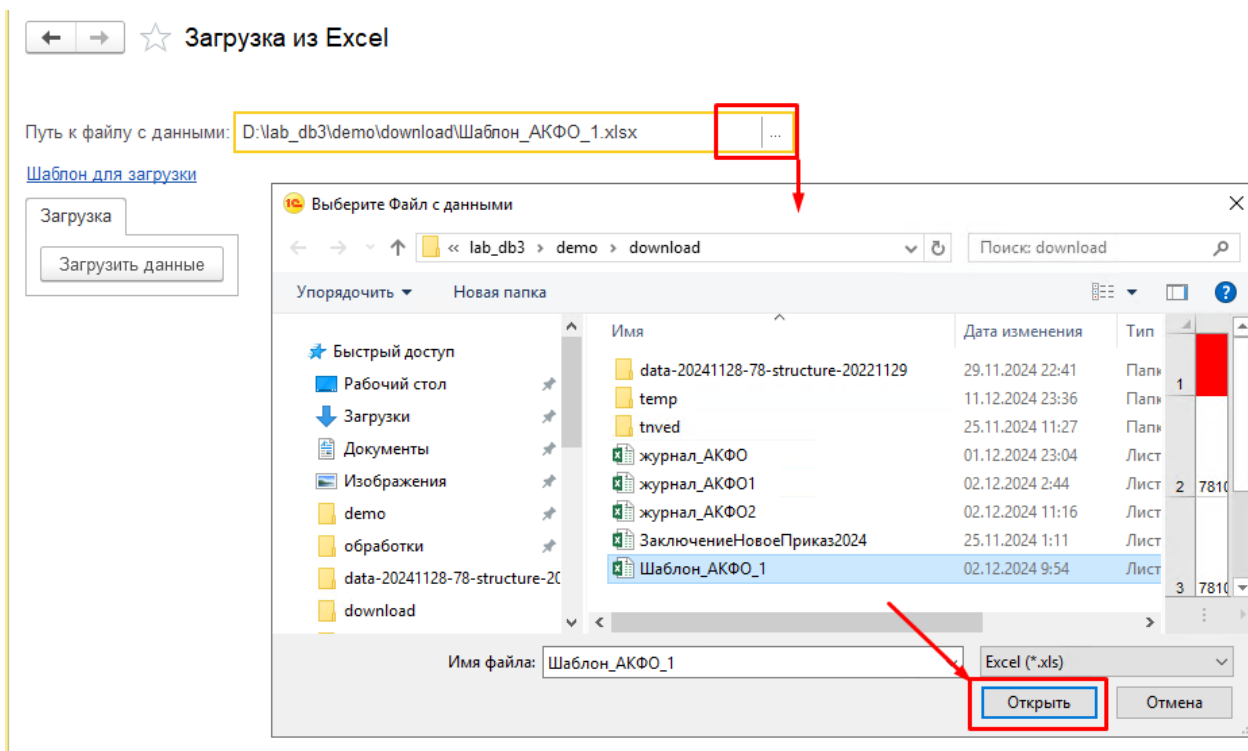 Загрузка из Excel
Путь к файлу с данными: D:\lab_db3\demo\download\Шаблон_АКФО_1.xlsx ...
Шаблон для загрузки
Загрузка
Загрузить данные
1С Выберите Файл с данными
« lab_db3 › demo › download
Поиск: download
Упорядочить Новая папка ?
Быстрый доступ
Рабочий стол
Загрузки
Документы
Изображения
demo
обработки
data-20241128-78-structure-20
download
Имя Дата изменения Тип
data-20241128-78-structure-20221129 29.11.2024 22:41 Папк
temp 11.12.2024 23:36 Папк
tnved 25.11.2024 11:27 Папк
журнал_АКФО 01.12.2024 23:04 Лист
журнал_АКФО1 02.12.2024 2:44 Лист
журнал_АКФО2 02.12.2024 11:16 Лист
ЗаключениеНовоеПриказ2024 25.11.2024 1:11 Лист
Шаблон_АКФО_1 02.12.2024 9:54 Лист
1
2 7810
3 7810
Имя файла: Шаблон_АКФО_1 Excel (*.xls)
Открыть Отмена